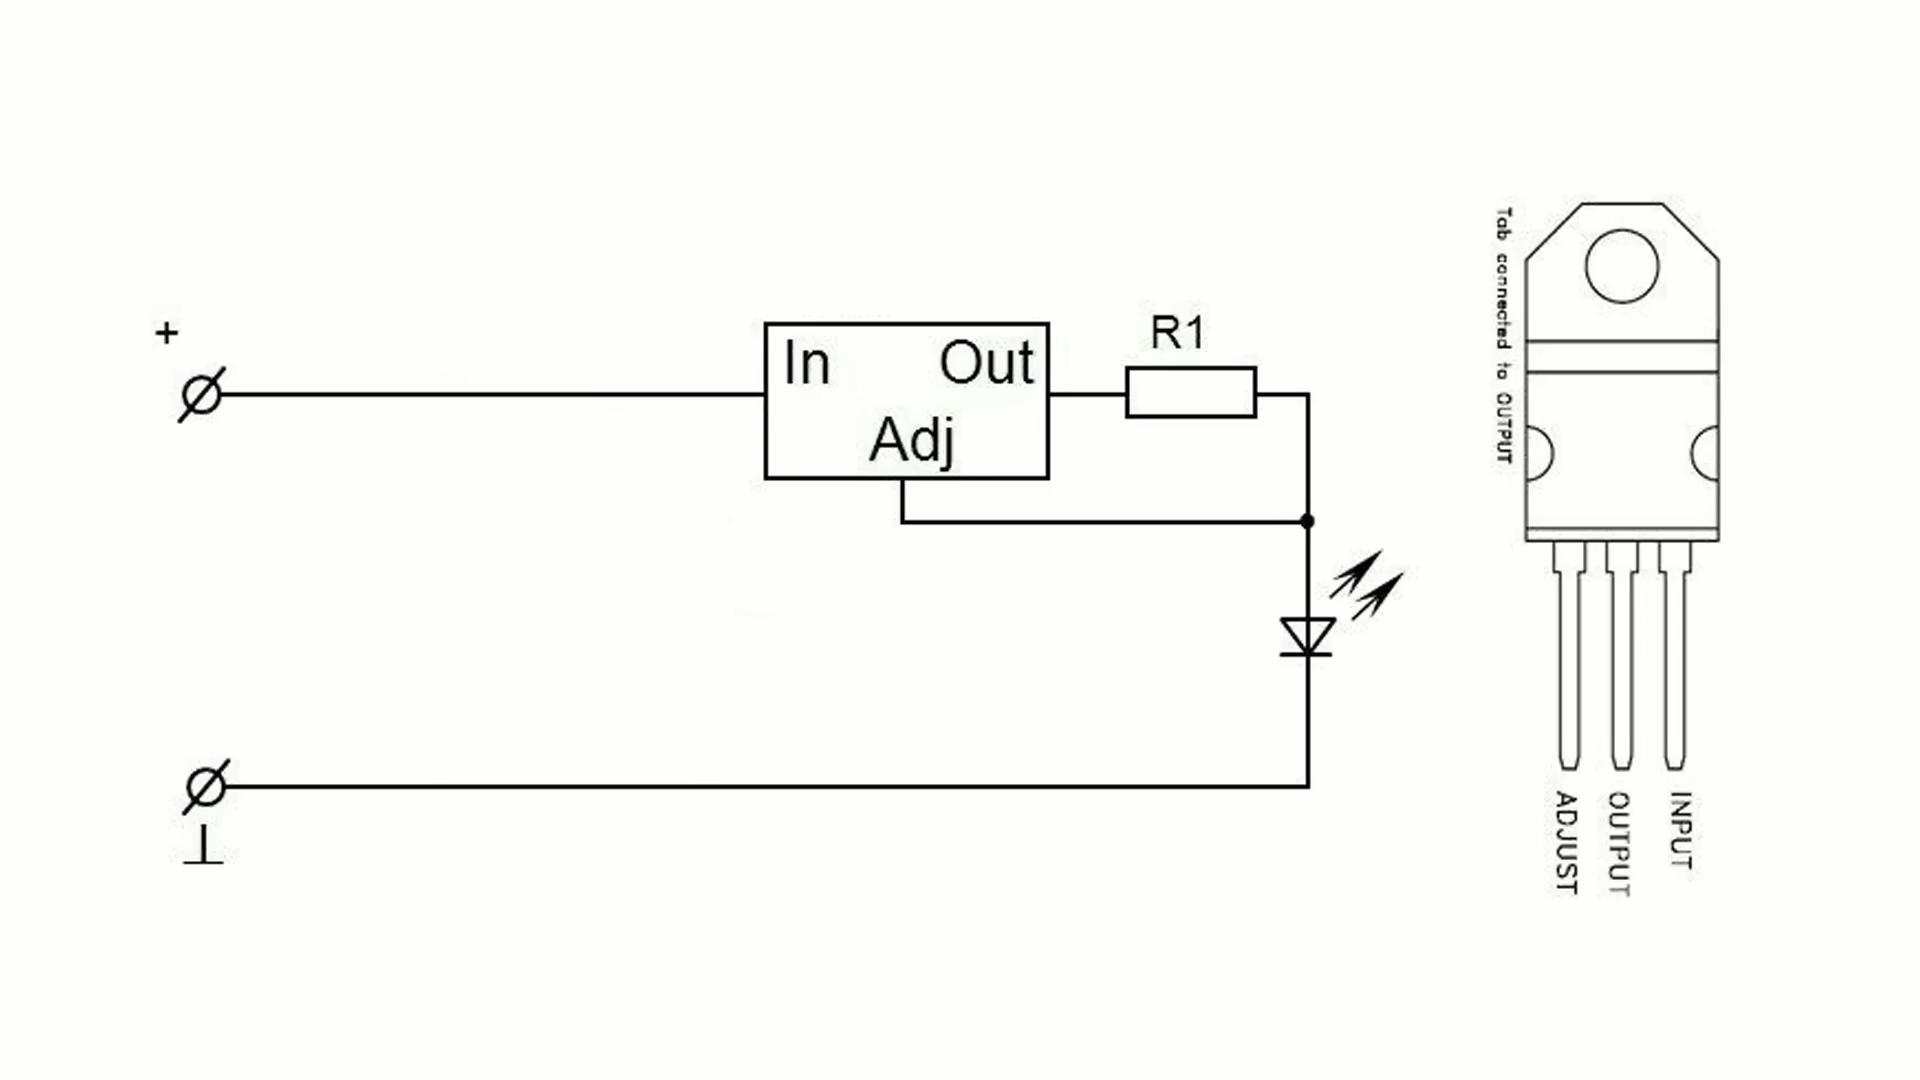 +
In Out
Adj
R1
Tab connected to OUTPUT
ADJUST
OUTPUT
INPUT